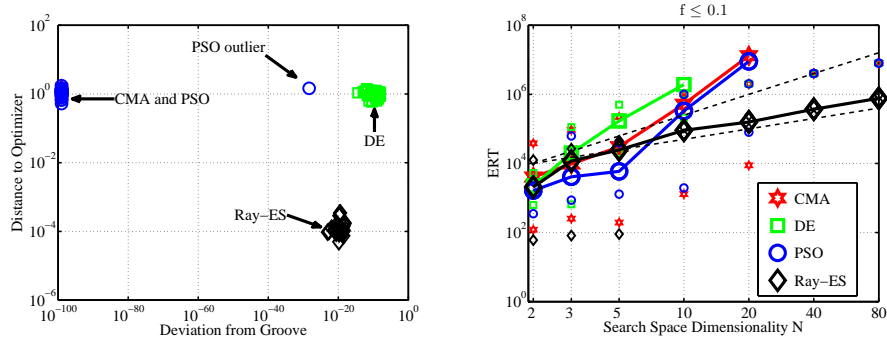 f ≤ 0.1
10^2
10^0
10^−2
10^−4
10^−6
Distance to Optimizer
PSO outlier
CMA and PSO
DE
Ray−ES
10^−100
10^−80
10^−60
10^−40
10^−20
10^0
Deviation from Groove
10^8
10^6
10^4
10^2
10^0
ERT
CMA
DE
PSO
Ray−ES
2
3
5
10
20
40
80
Search Space Dimensionality N